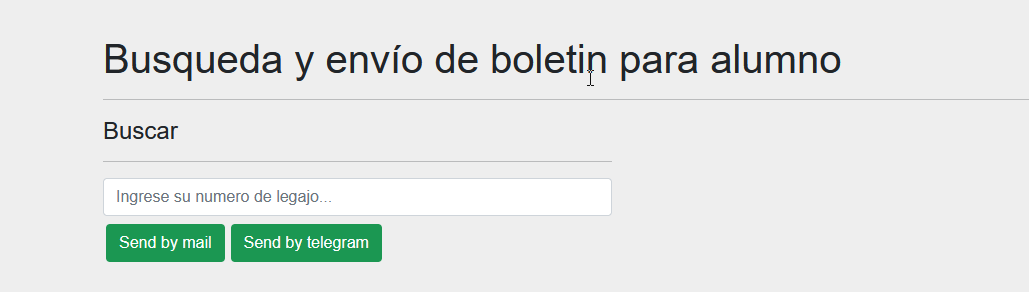 Busqueda y envío de boletin para alumno
Buscar
Ingrese su numero de legajo...
Send by mail Send by telegram